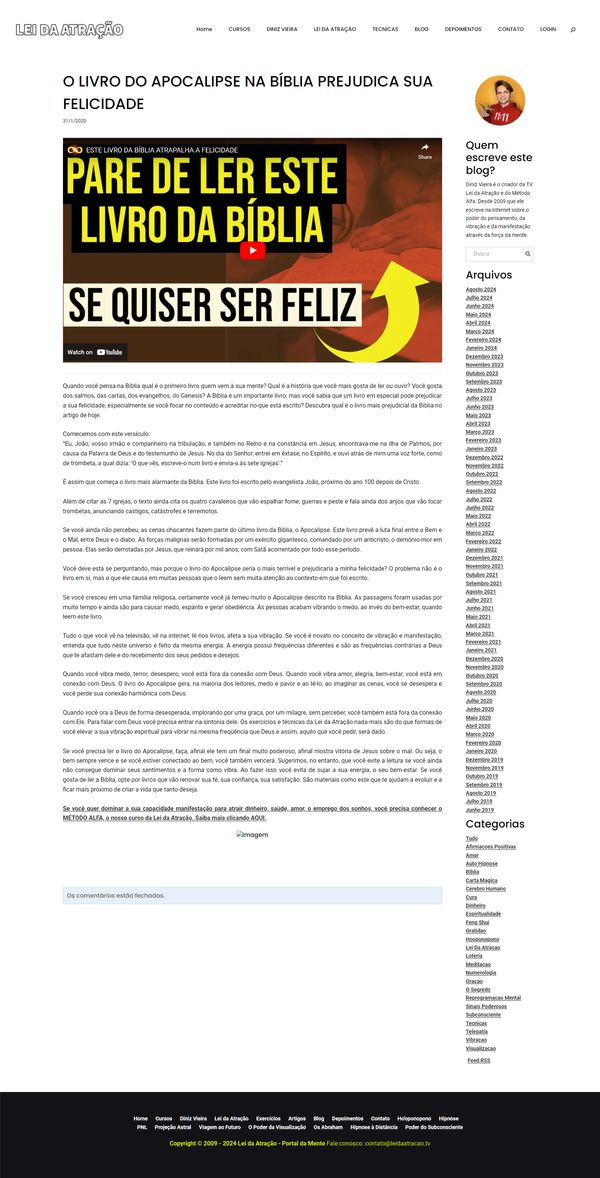 LEI DA ATRAÇÃO
Home CURSOS DINIZ VIEIRA LEI DA ATRAÇÃO TECNICAS BLOG DEPOIMENTOS CONTATO LOGIN
O LIVRO DO APOCALIPSE NA BÍBLIA PREJUDICA SUA
FELICIDADE
31/1/2020
ESTE LIVRO DA BÍBLIA ATRAPALHA A FELICIDADE
Share
PARE DE LER ESTE
LIVRO DA BÍBLIA
SE QUISER SER FELIZ
Watch on YouTube
Quando você pensa na Bíblia qual é o primeiro livro quem vem à sua mente? Qual é a história que você mais gosta de ler ou ouvir? Você gosta
dos salmos, das cartas, dos evangelhos, do Genesis? A Bíblia é um importante livro, mas você sabia que um livro em especial pode prejudicar
a sua felicidade, especialmente se você focar no conteúdo e acreditar no que está escrito? Descubra qual é o livro mais prejudicial da Bíblia no
artigo de hoje.
Comecemos com este versículo:
"Eu, João, vosso irmão e companheiro na tribulação, e também no Reino e na constância em Jesus, encontrava-me na ilha de Patmos, por
causa da Palavra de Deus e do testemunho de Jesus. No dia do Senhor, entrei em êxtase, no Espírito, e ouvi atrás de mim uma voz forte, como
de trombeta, a qual dizia: 'O que vês, escreve-o num livro e envia-o às sete igrejas'."
É assim que começa o livro mais alarmante da Bíblia. Este livro foi escrito pelo evangelista João, próximo do ano 100 depois de Cristo.
Além de citar as 7 igrejas, o texto ainda cita os quatro cavaleiros que vão espalhar fome, guerras e peste e fala ainda dos anjos que vão tocar
trombetas, anunciando castigos, catástrofes e terremotos.
Se você ainda não percebeu, as cenas chocantes fazem parte do último livro da Bíblia, o Apocalipse. Este livro prevê a luta final entre o Bem e
o Mal, entre Deus e o diabo. As forças malignas serão formadas por um exército gigantesco, comandado por um anticristo, o demônio-mor em
pessoa. Elas serão derrotadas por Jesus, que reinará por mil anos, com Satã acorrentado por todo esse período.
Você deve está se perguntando, mas porque o livro do Apocalipse seria o mais terrível e prejudicaria a minha felicidade? O problema não é o
livro em si, mas o que ele causa em muitas pessoas que o leem sem muita atenção ao contexto em que foi escrito.
Se você cresceu em uma família religiosa, certamente você já temeu muito o Apocalipse descrito na Bíblia. As passagens foram usadas por
muito tempo e ainda são para causar medo, espanto e gerar obediência. As pessoas acabam vibrando o medo, ao invés do bem-estar, quando
leem este livro.
Tudo o que você vê na televisão, vê na internet, lê nos livros, afeta a sua vibração. Se você é novato no conceito de vibração e manifestação,
entenda que tudo neste universo é feito da mesma energia. A energia possui frequências diferentes e são as frequências contrárias a Deus
que te afastam dele e do recebimento dos seus pedidos e desejos.
Quando você vibra medo, terror, desespero, você está fora da conexão com Deus. Quando você vibra amor, alegria, bem-estar, você está em
conexão com Deus. O livro do Apocalipse gera, na maioria dos leitores, medo e pavor e ao lê-lo, ao imaginar as cenas, você se desespera e
você perde sua conexão harmônica com Deus.
Quando você ora a Deus de forma desesperada, implorando por uma graça, por um milagre, sem perceber, você também está fora da conexão
com Ele. Para falar com Deus você precisa entrar na sintonia dele. Os exercícios e técnicas da Lei da Atração nada mais são do que formas de
você elevar a sua vibração espiritual para vibrar na mesma freqüência que Deus e assim, aquilo que você pedir, será dado.
Se você precisa ler o livro do Apocalipse, faça, afinal ele tem um final muito poderoso, afinal mostra vitória de Jesus sobre o mal. Ou seja, o
bem sempre vence e se você estiver conectado ao bem, você também vencerá. Sugerimos, no entanto, que você evite a leitura se você ainda
não consegue dominar seus sentimentos e a forma como vibra. Ao fazer isso você evita de sujar a sua energia, o seu bem-estar. Se você
gosta de ler a Bíblia, opte por livros que vão renovar sua fé, sua confiança, sua satisfação. São materiais como este que te ajudam a evoluir e a
ficar mais próximo de criar a vida que tanto deseja.
Se você quer dominar a sua capacidade manifestação para atrair dinheiro, saúde, amor, o emprego dos sonhos, você precisa conhecer o
MÉTODO ALFA, o nosso curso da Lei da Atração. Saiba mais clicando AQUI.
Imagem
Os comentários estão fechados.
11:11
Quem
escreve este
blog?
Diniz Vieira é o criador da TV
Lei da Atração e do Método
Alfa. Desde 2009 que ele
escreve na Internet sobre o
poder do pensamento, da
vibração e da manifestação
através da força da mente.
Busca
Arquivos
Agosto 2024
Julho 2024
Junho 2024
Maio 2024
Abril 2024
Março 2024
Fevereiro 2024
Janeiro 2024
Dezembro 2023
Novembro 2023
Outubro 2023
Setembro 2023
Agosto 2023
Julho 2023
Junho 2023
Maio 2023
Abril 2023
Março 2023
Fevereiro 2023
Janeiro 2023
Dezembro 2022
Novembro 2022
Outubro 2022
Setembro 2022
Agosto 2022
Julho 2022
Junho 2022
Maio 2022
Abril 2022
Março 2022
Fevereiro 2022
Janeiro 2022
Dezembro 2021
Novembro 2021
Outubro 2021
Setembro 2021
Agosto 2021
Julho 2021
Junho 2021
Maio 2021
Abril 2021
Março 2021
Fevereiro 2021
Janeiro 2021
Dezembro 2020
Novembro 2020
Outubro 2020
Setembro 2020
Agosto 2020
Julho 2020
Junho 2020
Maio 2020
Abril 2020
Março 2020
Fevereiro 2020
Janeiro 2020
Dezembro 2019
Novembro 2019
Outubro 2019
Setembro 2019
Agosto 2019
Julho 2019
Junho 2019
Categorias
Tudo
Afirmacoes Positivas
Amor
Auto Hipnose
Biblia
Carta Magica
Cerebro Humano
Cura
Dinheiro
Espiritualidade
Feng Shui
Gratidao
Hooponopono
Lei Da Atracao
Loteria
Meditacao
Numerologia
Oracao
O Segredo
Reprogramacao Mental
Sinais Poderosos
Subconsciente
Tecnicas
Telepatia
Vibracao
Visualizacao
Feed RSS
Home Cursos Diniz Vieira Lei da Atração Exercicios Artigos Blog Depoimentos Contato Ho'oponopono Hipnose
PNL Projeção Astral Viagem ao Futuro O Poder da Visualização Os Abraham Hipnose à Distância Poder do Subconsciente
Copyright © 2009 - 2024 Lei da Atração - Portal da Mente Fale conosco: contato@leidaatracao.tv